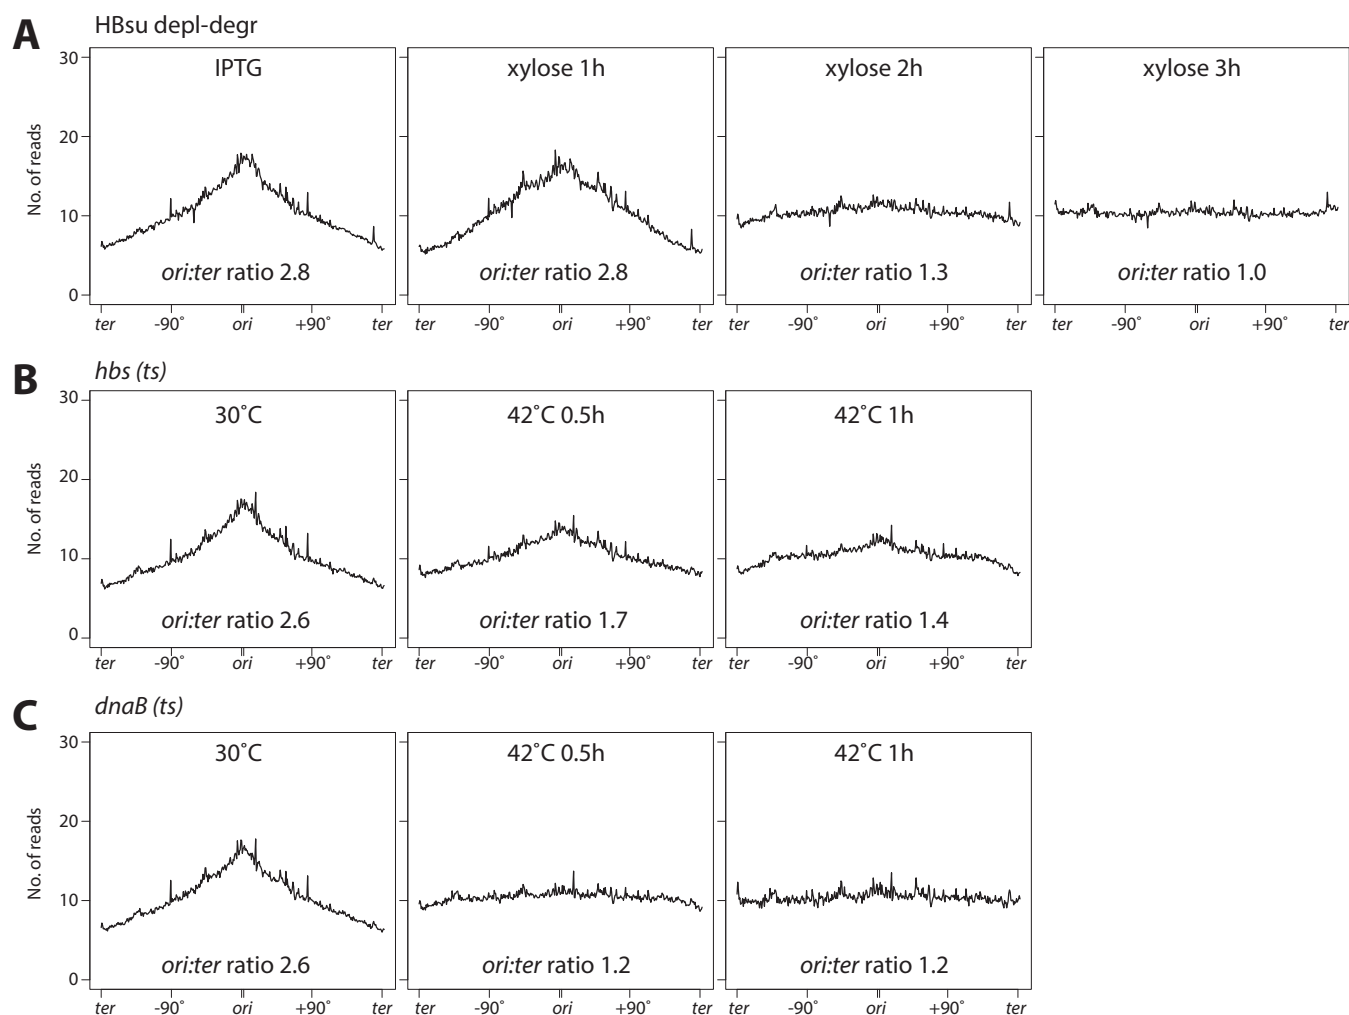 A HBsu depl-degr
IPTG xylose 1h xylose 2h xylose 3h
No. of reads
30
20
10
0
ori:ter ratio 2.8 ori:ter ratio 2.8 ori:ter ratio 1.3 ori:ter ratio 1.0
ter -90˚ ori +90˚ ter ter -90˚ ori +90˚ ter ter -90˚ ori +90˚ ter ter -90˚ ori +90˚ ter
B hbs (ts)
30˚C 42˚C 0.5h 42˚C 1h
No. of reads
30
20
10
0
ori:ter ratio 2.6 ori:ter ratio 1.7 ori:ter ratio 1.4
ter -90˚ ori +90˚ ter ter -90˚ ori +90˚ ter ter -90˚ ori +90˚ ter
C dnaB (ts)
30˚C 42˚C 0.5h 42˚C 1h
No. of reads
30
20
10
0
ori:ter ratio 2.6 ori:ter ratio 1.2 ori:ter ratio 1.2
ter -90˚ ori +90˚ ter ter -90˚ ori +90˚ ter ter -90˚ ori +90˚ ter